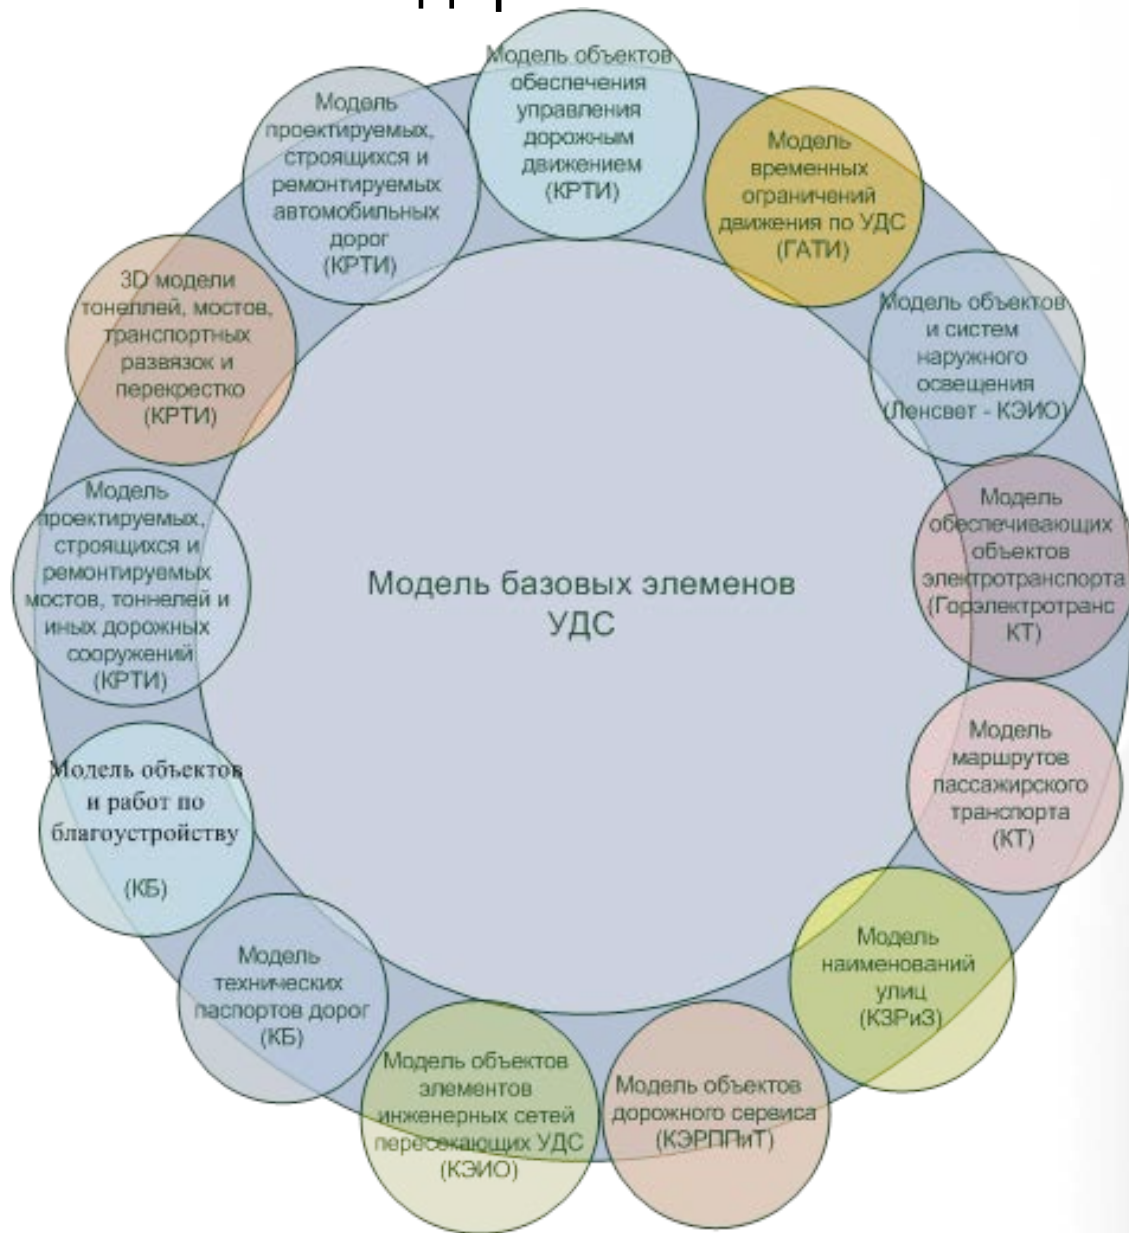 Модель объектов
обеспечения
управления
дорожным
движением
(КРТИ)
Модель
временных
ограничений
движения по УДС
(ГАТИ)
Модель объектов
и систем
наружного
освещения
(Ленсвет - КЭИО)
Модель
обеспечивающих
объектов
электротранспорта
(Горэлектротранс
КТ)
Модель
маршрутов
пассажирского
транспорта
(КТ)
Модель
наименований
улиц
(КЗРиЗ)
Модель объектов
дорожного сервиса
(КЭРППиТ)
Модель объектов
элементов
инженерных сетей
пересекающих УДС
(КЭИО)
Модель
технических
паспортов дорог
(КБ)
Модель объектов
и работ по
благоустройству
(КБ)
Модель
проектируемых,
строящихся и
ремонтируемых
мостов, тоннелей и
иных дорожных
сооружений
(КРТИ)
3D модели
тонеллей, мостов,
транспортных
развязок и
перекрестко
(КРТИ)
Модель
проектируемых,
строящихся и
ремонтируемых
автомобильных
дорог
(КРТИ)
Модель базовых элеменов
УДС